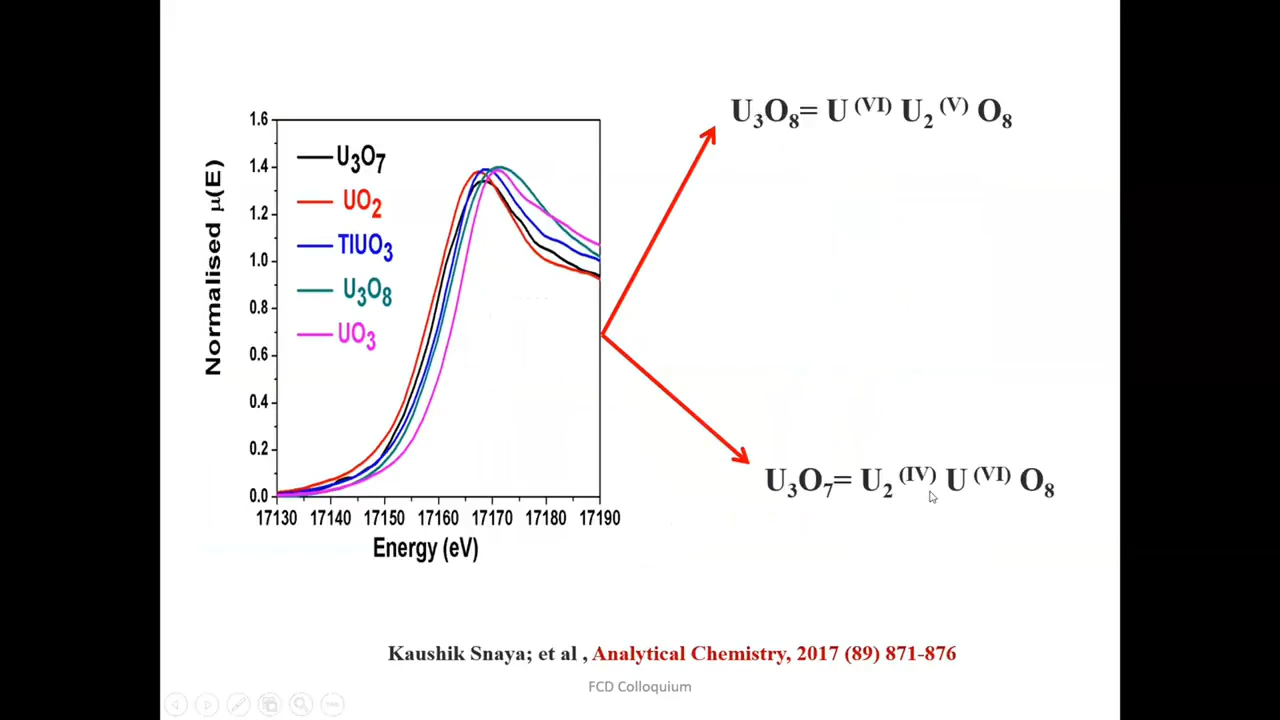 U3O8= U (VI) U2 (V) O8
1.6
1.4
1.2
1.0
0.8
0.6
0.4
0.2
0.0
Normalised μ(E)
U3O7
UO2
TlUO3
U3O8
UO3
17130 17140 17150 17160 17170 17180 17190
Energy (eV)
U3O7= U2 (IV) U (VI) O8
Kaushik Snaya; et al , Analytical Chemistry, 2017 (89) 871-876
FCD Colloquium